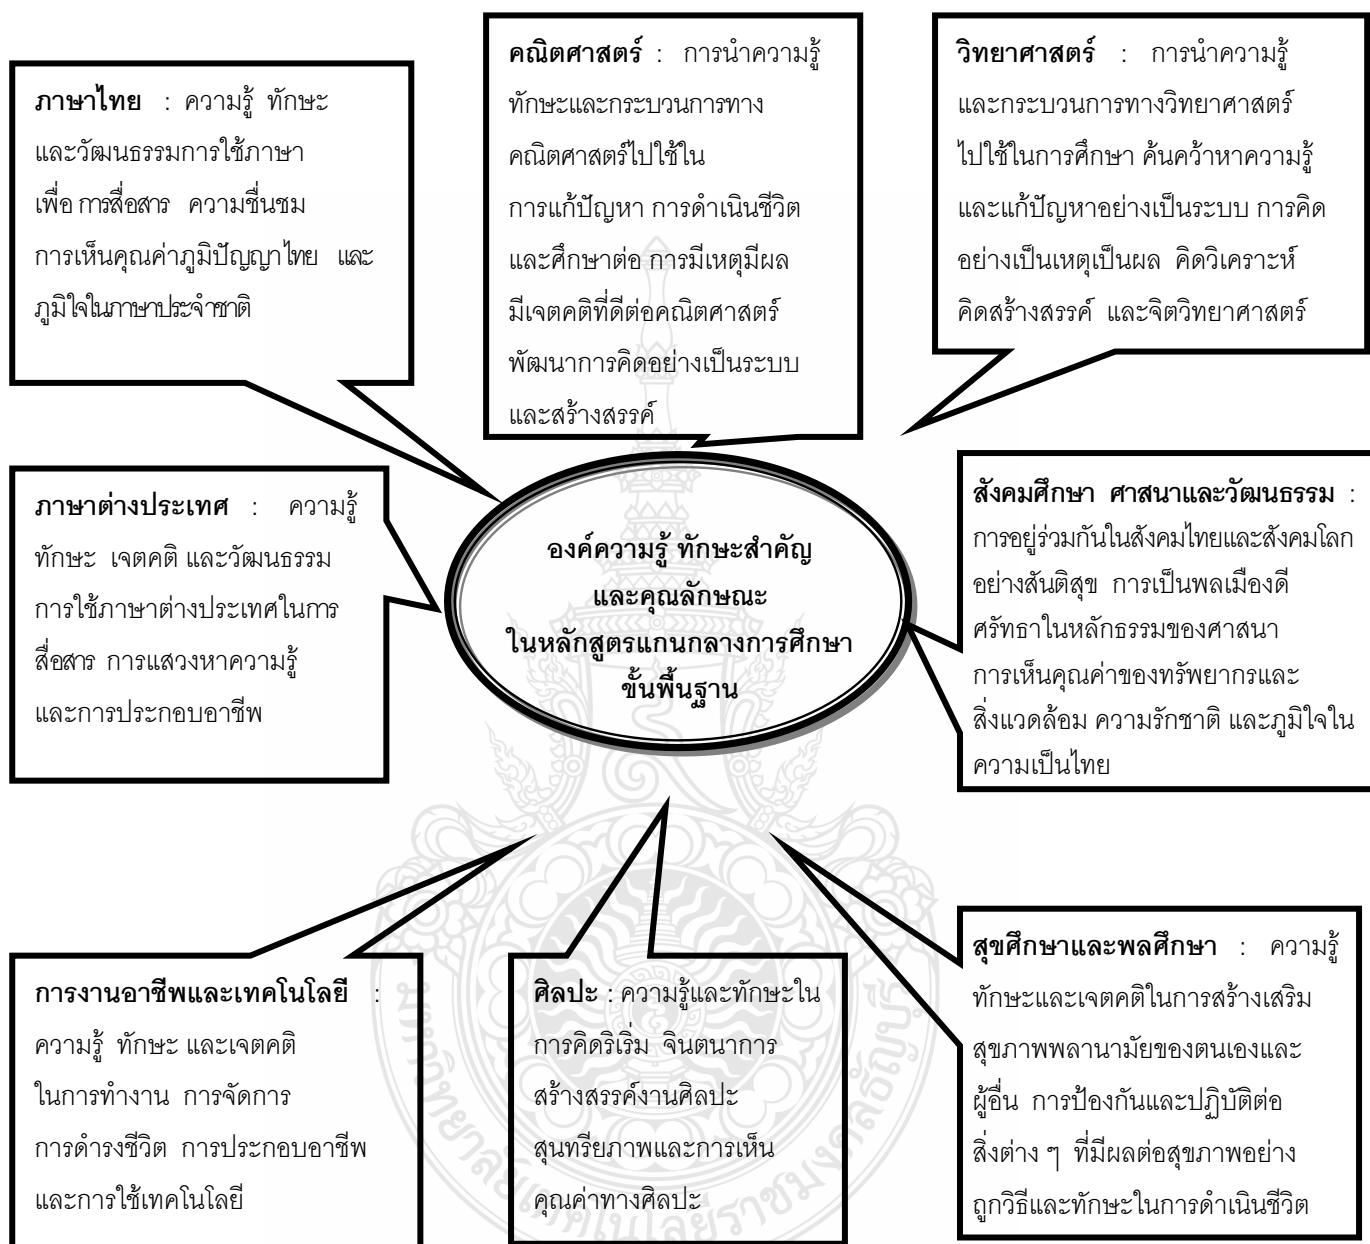 ภาษาไทย : ความรู้ ทักษะ
และวัฒนธรรมการใช้ภาษา
เพื่อ การสื่อสาร ความชื่นชม
การเห็นคุณค่าภูมิปัญญาไทย และ
ภูมิใจในภาษาประจำชาติ
คณิตศาสตร์ : การนำความรู้
ทักษะและกระบวนการทาง
คณิตศาสตร์ไปใช้ใน
การแก้ปัญหา การดำเนินชีวิต
และศึกษาต่อ การมีเหตุมีผล
มีเจตคติที่ดีต่อคณิตศาสตร์
พัฒนาการคิดอย่างเป็นระบบ
และสร้างสรรค์
วิทยาศาสตร์ : การนำความรู้
และกระบวนการทางวิทยาศาสตร์
ไปใช้ในการศึกษา ค้นคว้าหาความรู้
และแก้ปัญหาอย่างเป็นระบบ การคิด
อย่างเป็นเหตุเป็นผล คิดวิเคราะห์
คิดสร้างสรรค์ และจิตวิทยาศาสตร์
ภาษาต่างประเทศ : ความรู้
ทักษะ เจตคติ และวัฒนธรรม
การใช้ภาษาต่างประเทศในการ
สื่อสาร การแสวงหาความรู้
และการประกอบอาชีพ
องค์ความรู้ ทักษะสำคัญ
และคุณลักษณะ
ในหลักสูตรแกนกลางการศึกษา
ขั้นพื้นฐาน
สังคมศึกษา ศาสนาและวัฒนธรรม :
การอยู่ร่วมกันในสังคมไทยและสังคมโลก
อย่างสันติสุข การเป็นพลเมืองดี
ศรัทธาในหลักธรรมของศาสนา
การเห็นคุณค่าของทรัพยากรและ
สิ่งแวดล้อม ความรักชาติ และภูมิใจใน
ความเป็นไทย
การงานอาชีพและเทคโนโลยี :
ความรู้ ทักษะ และเจตคติ
ในการทำงาน การจัดการ
การดำรงชีวิต การประกอบอาชีพ
และการใช้เทคโนโลยี
ศิลปะ : ความรู้และทักษะใน
การคิดริเริ่ม จินตนาการ
สร้างสรรค์งานศิลปะ
สุนทรียภาพและการเห็น
คุณค่าทางศิลปะ
สุขศึกษาและพลศึกษา : ความรู้
ทักษะและเจตคติในการสร้างเสริม
สุขภาพพลานามัยของตนเองและ
ผู้อื่น การป้องกันและปฏิบัติต่อ
สิ่งต่าง ๆ ที่มีผลต่อสุขภาพอย่าง
ถูกวิธีและทักษะในการดำเนินชีวิต
มหาวิทยาลัยเทคโนโลยีราชมงคลธัญบุรี